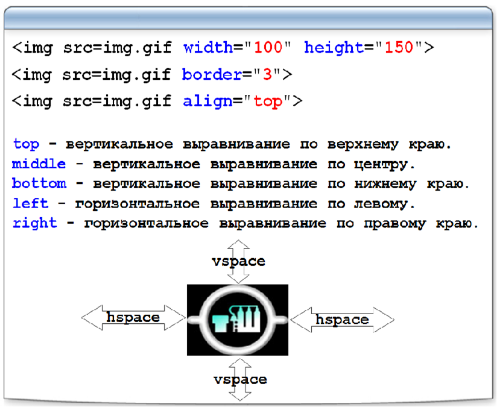 <img src=img.gif width="100" height="150">
<img src=img.gif border="3">
<img src=img.gif align="top">
top - вертикальное выравнивание по верхнему краю.
middle - вертикальное выравнивание по центру.
bottom - вертикальное выравнивание по нижнему краю.
left - горизонтальное выравнивание по левому.
right - горизонтальное выравнивание по правому краю.
vspace
hspace
hspace
vspace